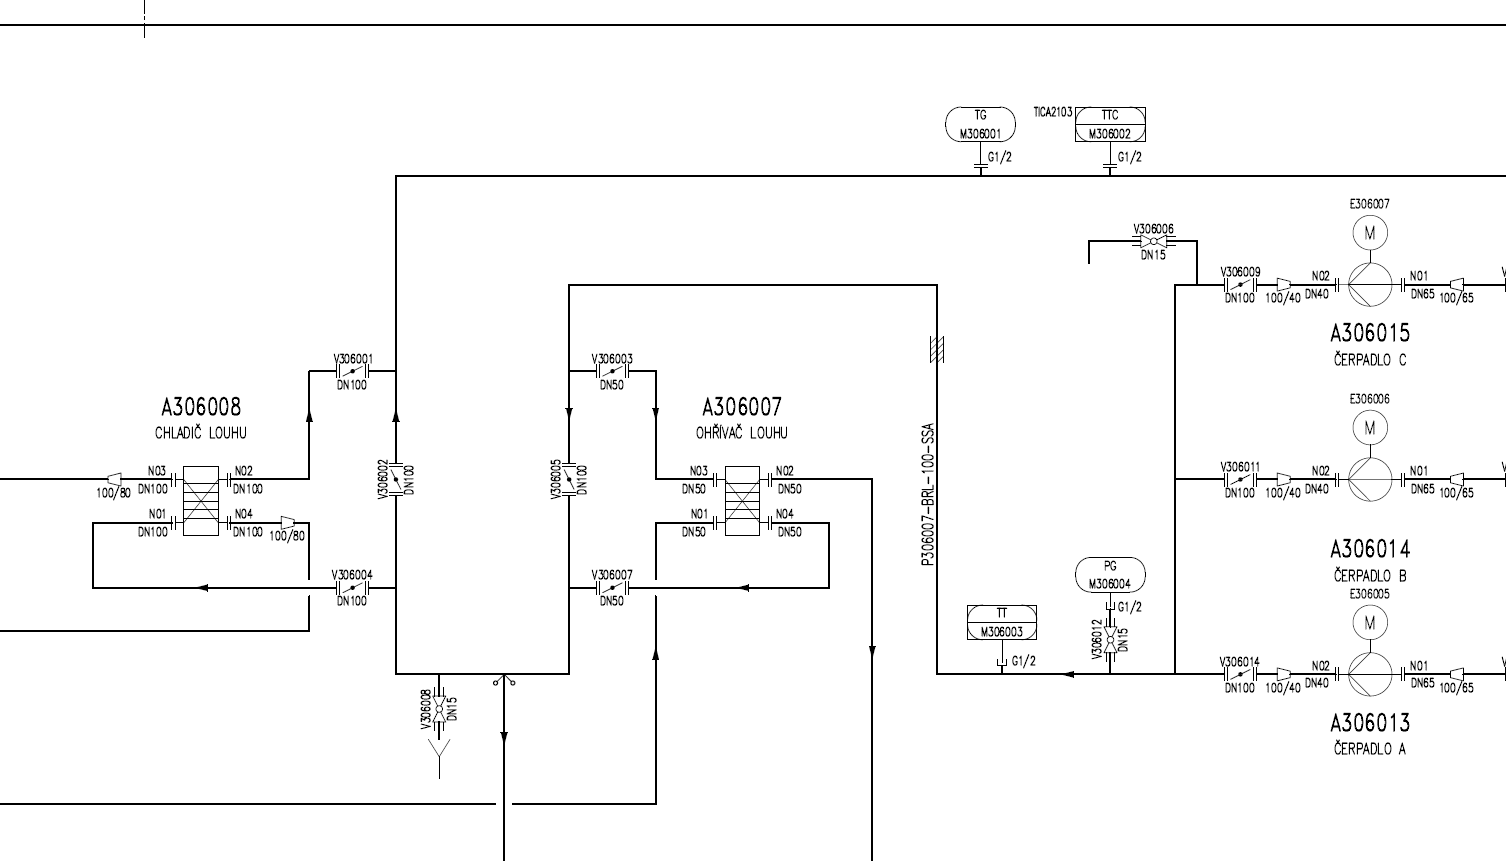 TG
M306001
G1/2
TICA2103
TTC
M306002
G1/2
E306007
M
V306006
DN15
V306009
DN100
100/40
N02
DN40
N01
DN65
100/65
V
A306015
ČERPADLO C
V306001
DN100
V306003
DN50
A306008
CHLADIČ LOUHU
A306007
OHŘÍVAČ LOUHU
E306006
M
100/80
N03
DN100
N02
DN100
N01
DN100
N04
DN100
100/80
V306002
DN100
V306005
DN100
N03
DN50
N02
DN50
N01
DN50
N04
DN50
P306007-BRL-100-SSA
V306011
DN100
100/40
N02
DN40
N01
DN65
100/65
V
A306014
ČERPADLO B
V306004
DN100
V306007
DN50
PG
M306004
G1/2
V306012
DN15
TT
M306003
G1/2
E306005
M
V306014
DN100
100/40
N02
DN40
N01
DN65
100/65
V
A306013
ČERPADLO A
V306008
DN15